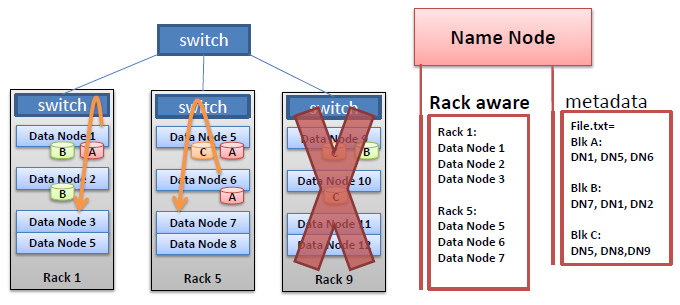 switch
Name Node
switch
switch
switch
Rack aware
metadata
Data Node 1
B
A
Data Node 2
B
Data Node 3
Data Node 5
Rack 1
Data Node 5
C
A
Data Node 6
A
Data Node 7
Data Node 8
Rack 5
B
Data Node 10
C
Data Node 11
Rack 9
Rack 1:
Data Node 1
Data Node 2
Data Node 3
Rack 5:
Data Node 5
Data Node 6
Data Node 7
File.txt=
Blk A:
DN1, DN5, DN6
Blk B:
DN7, DN1, DN2
Blk C:
DN5, DN8,DN9